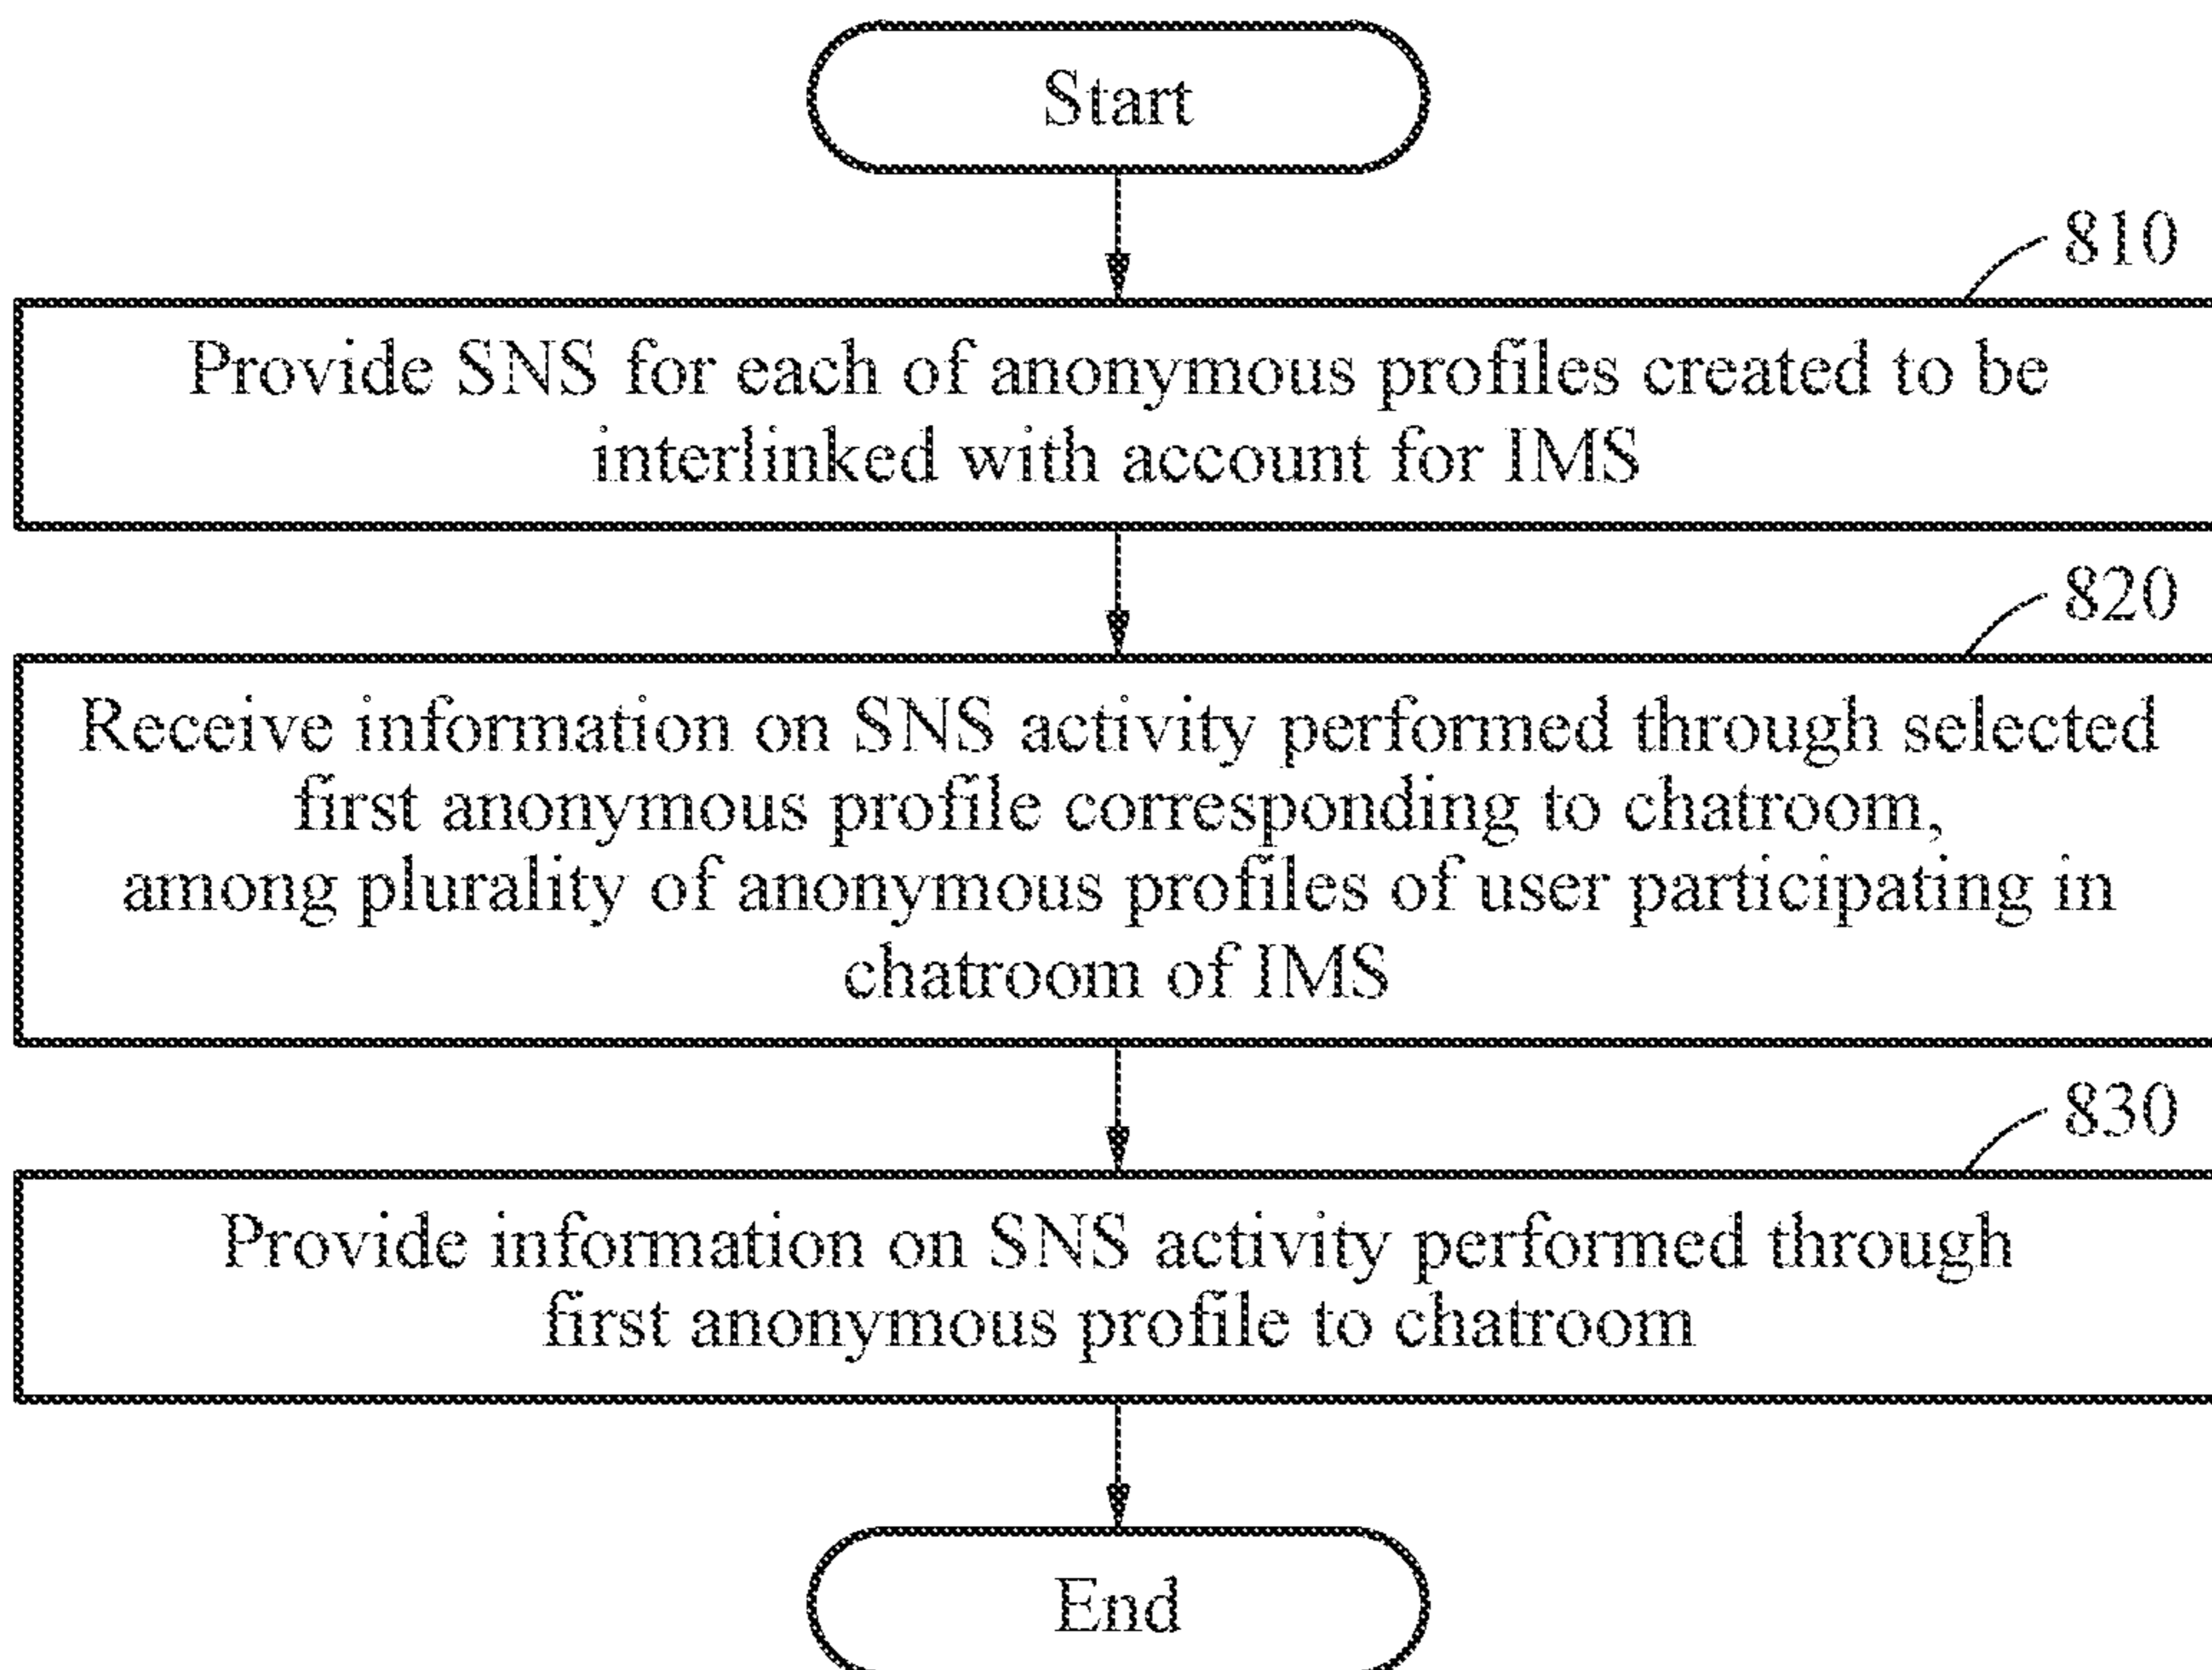 Start
810
Provide SNS for each of anonymous profiles created to be
interlinked with account for IMS
820
Receive information on SNS activity performed through selected
first anonymous profile corresponding to chatroom,
among plurality of anonymous profiles of user participating in
chatroom of IMS
830
Provide information on SNS activity performed through
first anonymous profile to chatroom
End